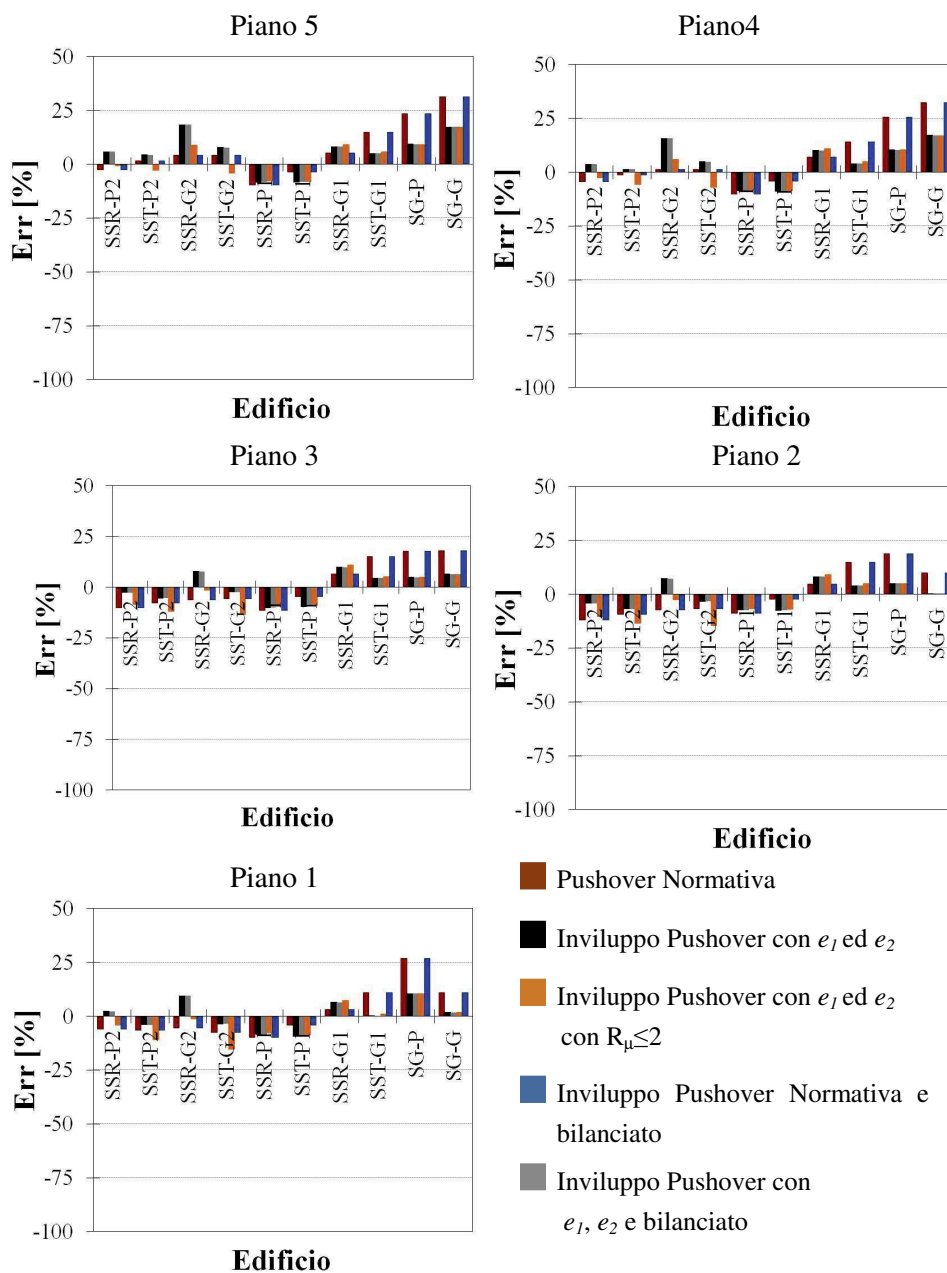 Piano 5
50
25
0
-25
-50
-75
-100
Err [%]
SSR-P2
SST-P2
SSR-G2
SST-G2
SSR-P1
SST-P1
SSR-G1
SST-G1
SG-P
SG-G
Edificio
Piano4
50
25
0
-25
-50
-75
-100
Err [%]
SSR-P2
SST-P2
SSR-G2
SST-G2
SSR-P1
SST-P1
SSR-G1
SST-G1
SG-P
SG-G
Edificio
Piano 3
50
25
0
-25
-50
-75
-100
Err [%]
SSR-P2
SST-P2
SSR-G2
SST-G2
SSR-P1
SST-P1
SSR-G1
SST-G1
SG-P
SG-G
Edificio
Piano 2
50
25
0
-25
-50
-75
-100
Err [%]
SSR-P2
SST-P2
SSR-G2
SST-G2
SSR-P1
SST-P1
SSR-G1
SST-G1
SG-P
SG-G
Edificio
Piano 1
50
25
0
-25
-50
-75
-100
Err [%]
SSR-P2
SST-P2
SSR-G2
SST-G2
SSR-P1
SST-P1
SSR-G1
SST-G1
SG-P
SG-G
Edificio
Pushover Normativa
Inviluppo Pushover con e₁ ed e₂
Inviluppo Pushover con e₁ ed e₂
con Rμ≤2
Inviluppo Pushover Normativa e
bilanciato
Inviluppo Pushover con
e₁, e₂ e bilanciato